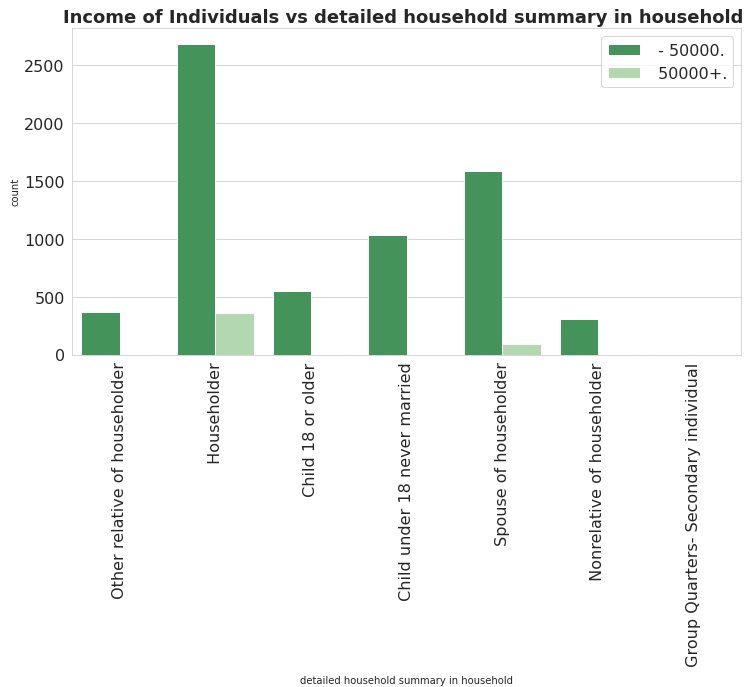 Income of Individuals vs detailed household summary in household
- 50000.
50000+.
2500
2000
1500
1000
500
0
count
Other relative of householder
Householder
Child 18 or older
Child under 18 never married
Spouse of householder
Nonrelative of householder
Group Quarters- Secondary individual
detailed household summary in household